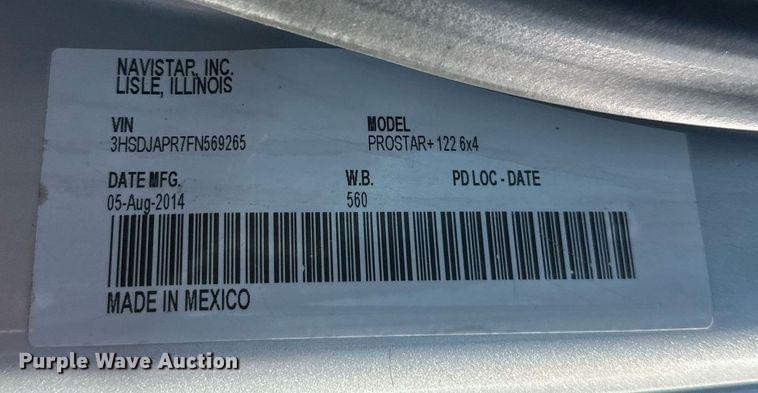 NAVISTAR, INC.
LISLE, ILLINOIS
VIN MODEL
3HSDJAPR7FN569265 PROSTAR+ 122 6x4
DATE MFG. W.B. PD LOC - DATE
05-Aug-2014 560
MADE IN MEXICO
Purple Wave Auction